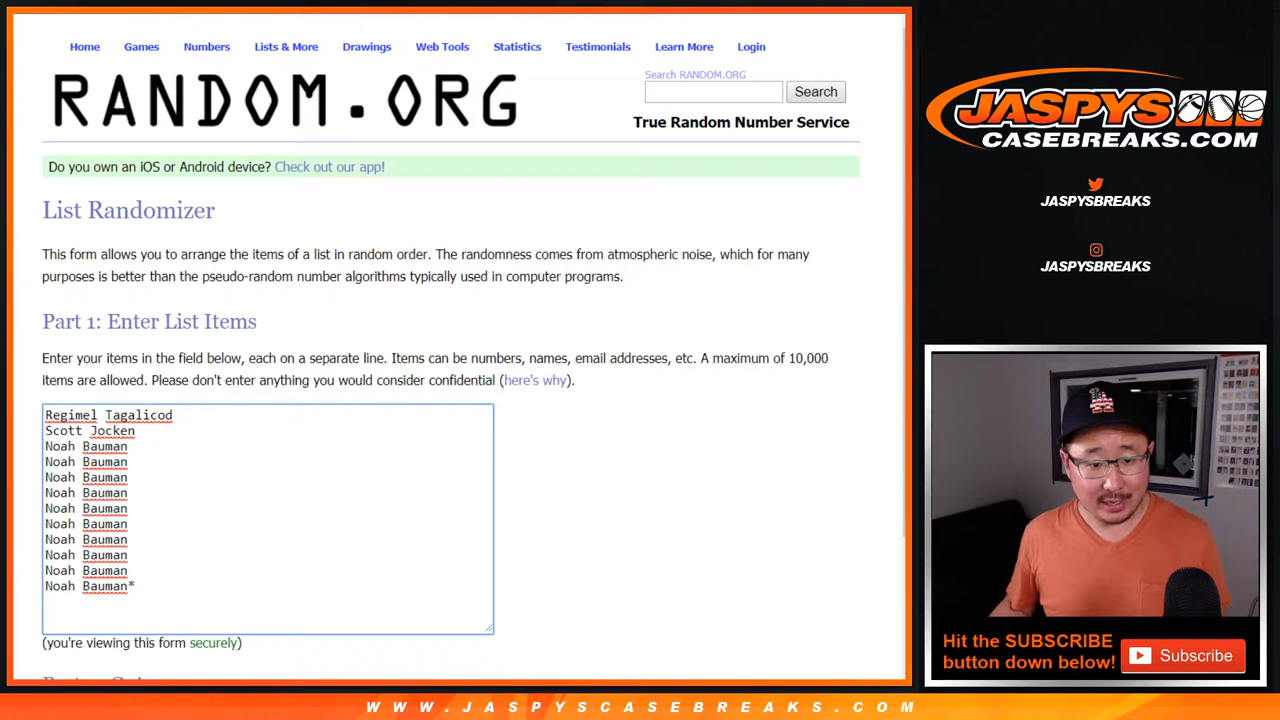 Home Games Numbers Lists & More Drawings Web Tools Statistics Testimonials Learn More Login
RANDOM.ORG
Search RANDOM.ORG
Search
True Random Number Service
Do you own an iOS or Android device? Check out our app!
List Randomizer
This form allows you to arrange the items of a list in random order. The randomness comes from atmospheric noise, which for many
purposes is better than the pseudo-random number algorithms typically used in computer programs.
Part 1: Enter List Items
Enter your items in the field below, each on a separate line. Items can be numbers, names, email addresses, etc. A maximum of 10,000
items are allowed. Please don't enter anything you would consider confidential (here's why).
Regimel Tagalicod
Scott Jocken
Noah Bauman
Noah Bauman
Noah Bauman
Noah Bauman
Noah Bauman
Noah Bauman
Noah Bauman
Noah Bauman
Noah Bauman
Noah Bauman*
(you're viewing this form securely)
JASPYS
CASEBREAKS.COM
JASPYSBREAKS
JASPYSBREAKS
Hit the SUBSCRIBE
button down below!
Subscribe
WWW.JASPYSCASEBREAKS.COM